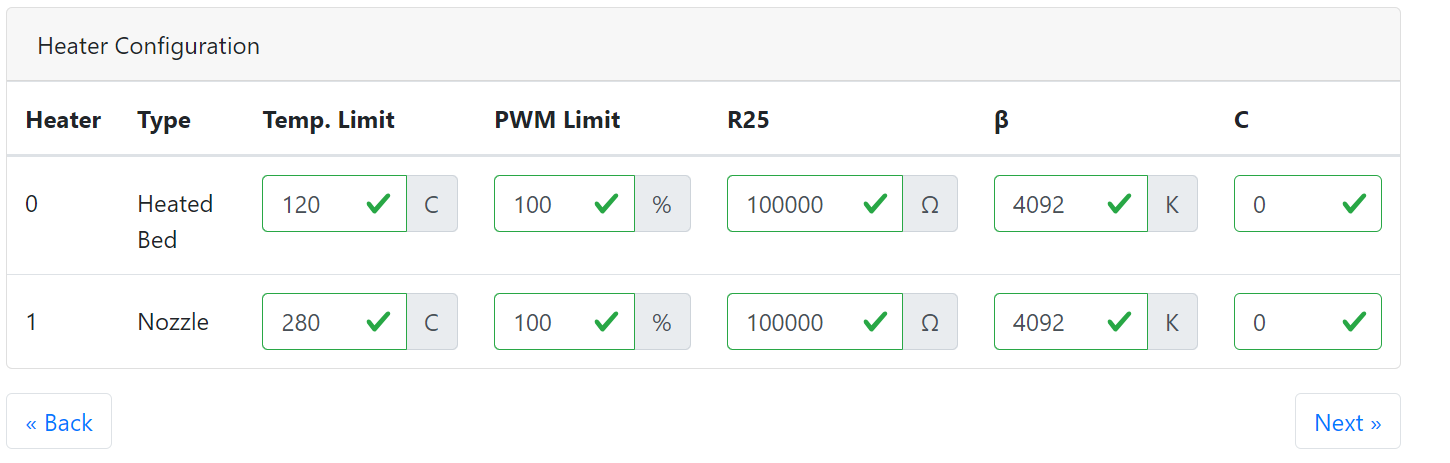 Heater Configuration
Heater Type Temp. Limit PWM Limit R25 β C
0 Heated Bed 120 C 100 % 100000 Ω 4092 K 0
1 Nozzle 280 C 100 % 100000 Ω 4092 K 0
« Back Next »